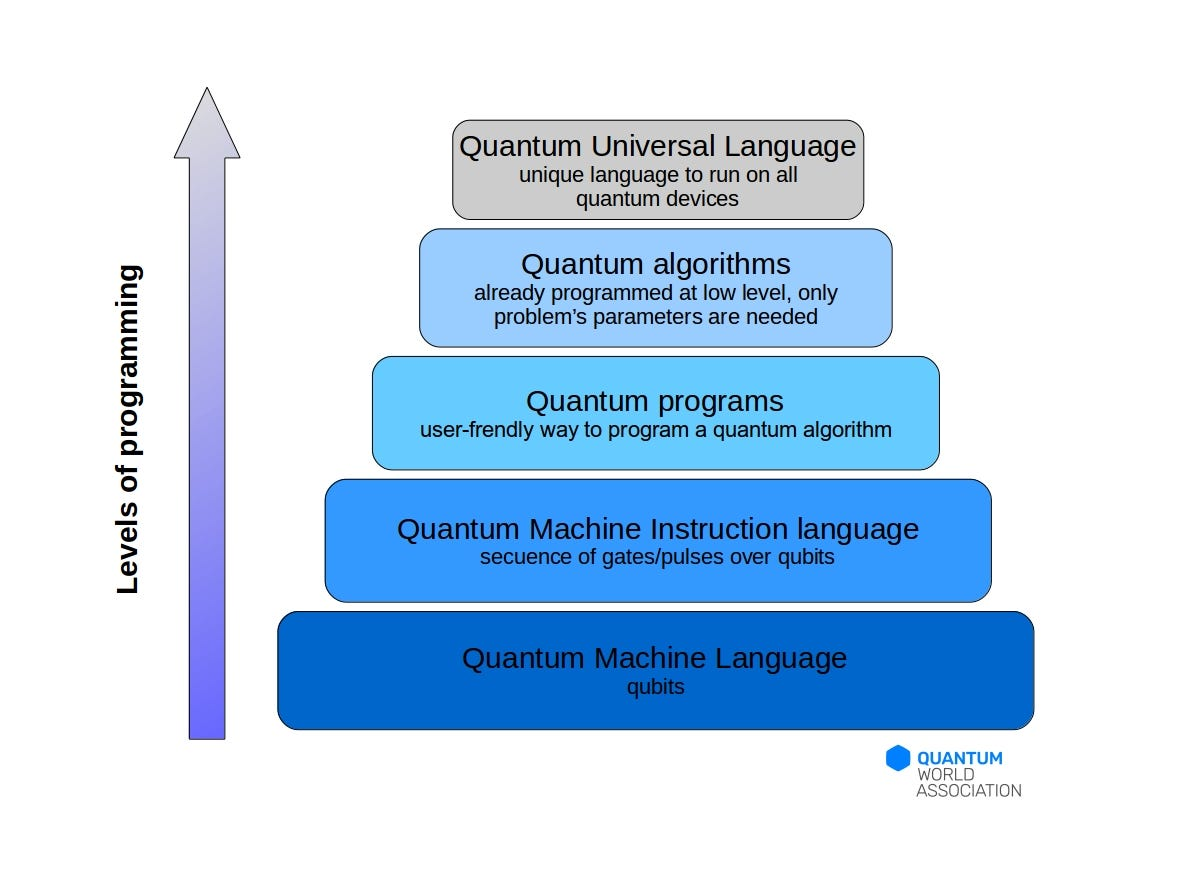 Levels of programming
Quantum Universal Language
unique language to run on all
quantum devices
Quantum algorithms
already programmed at low level, only
problem’s parameters are needed
Quantum programs
user-frendly way to program a quantum algorithm
Quantum Machine Instruction language
secuence of gates/pulses over qubits
Quantum Machine Language
qubits
QUANTUM
WORLD
ASSOCIATION